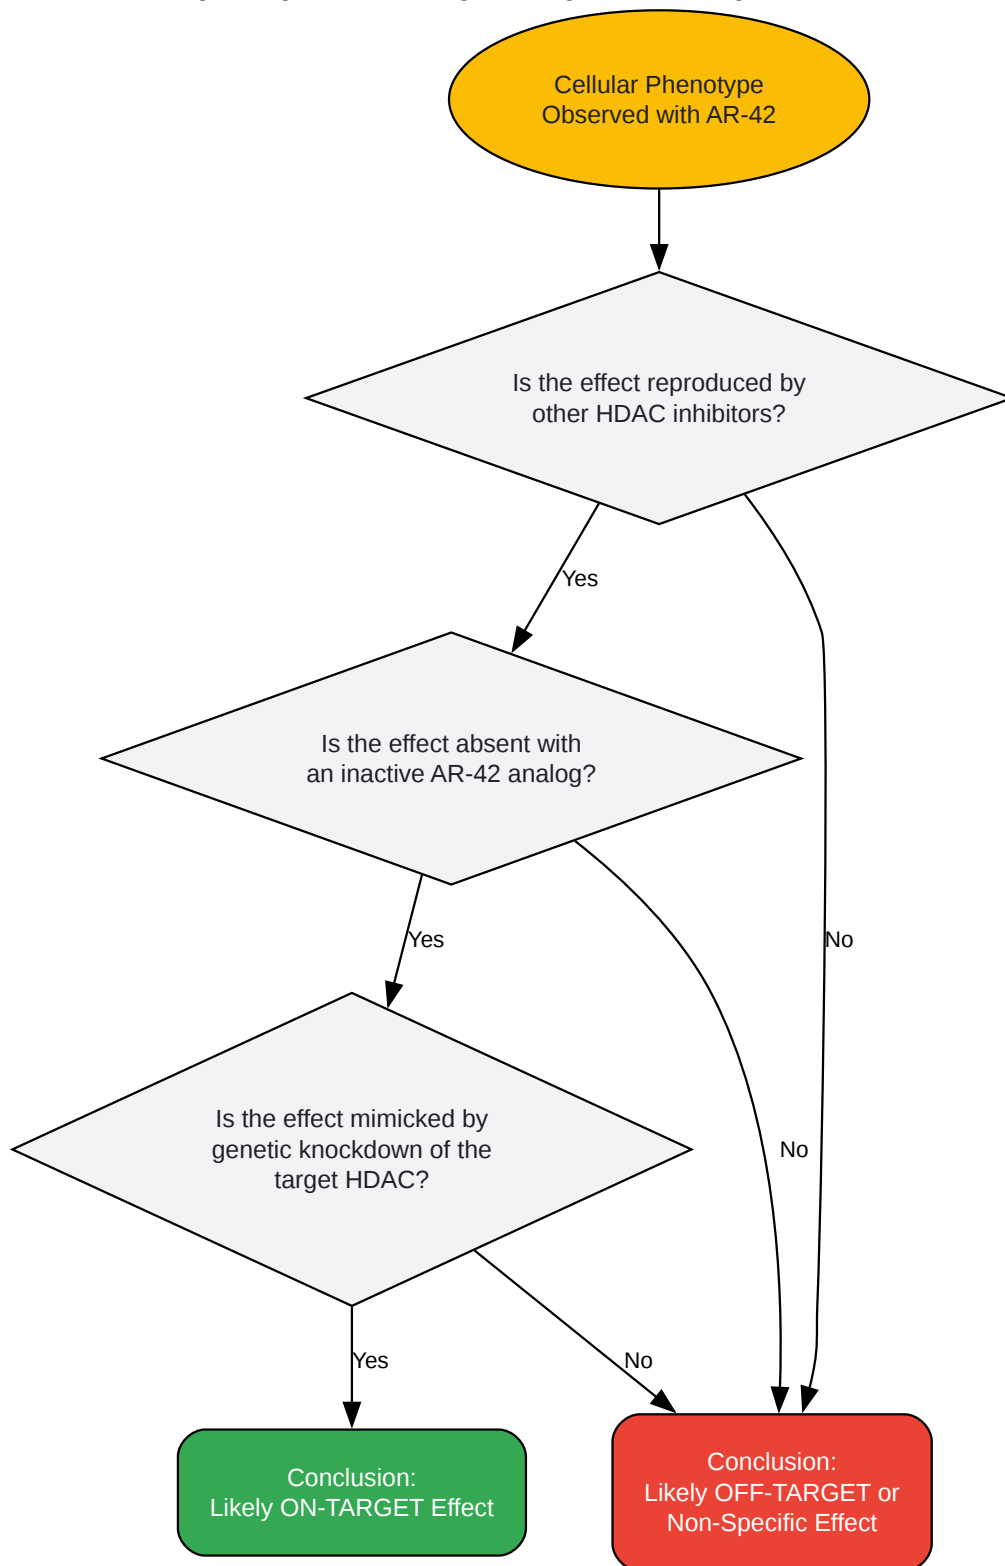 Cellular Phenotype
Observed with AR-42
Is the effect reproduced by
other HDAC inhibitors?
Yes
Is the effect absent with
an inactive AR-42 analog?
Yes
No
Is the effect mimicked by
genetic knockdown of the
target HDAC?
No
Yes
No
Conclusion:
Likely ON-TARGET Effect
Conclusion:
Likely OFF-TARGET or
Non-Specific Effect